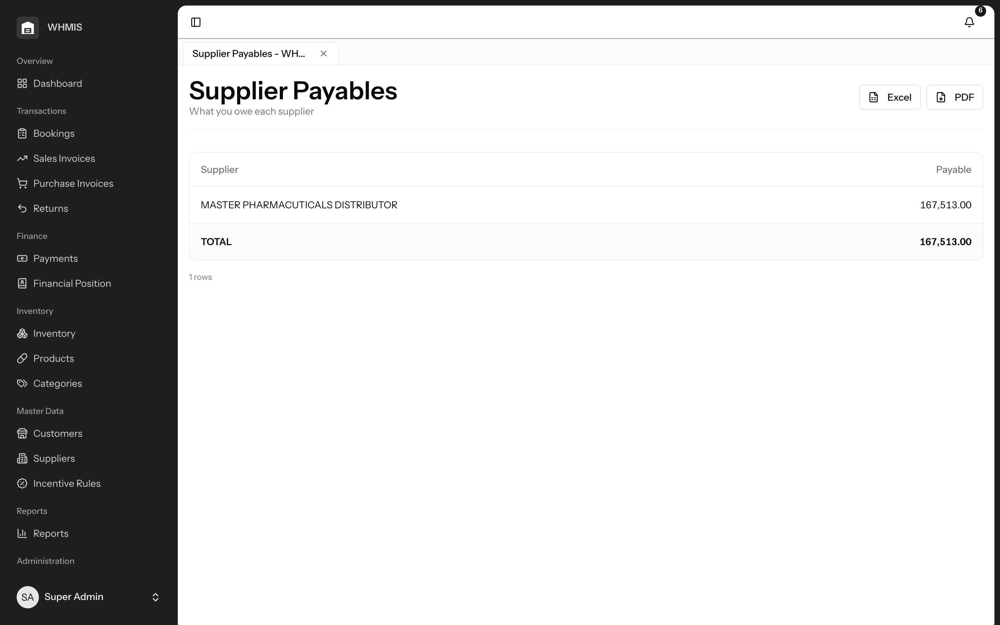 WHMIS
Overview
Dashboard
Transactions
Bookings
Sales Invoices
Purchase Invoices
Returns
Finance
Payments
Financial Position
Inventory
Inventory
Products
Categories
Master Data
Customers
Suppliers
Incentive Rules
Reports
Reports
Administration
SA Super Admin
6
Supplier Payables - WH...
Supplier Payables
What you owe each supplier
Excel PDF
Supplier Payable
MASTER PHARMACUTICALS DISTRIBUTOR 167,513.00
TOTAL 167,513.00
1 rows